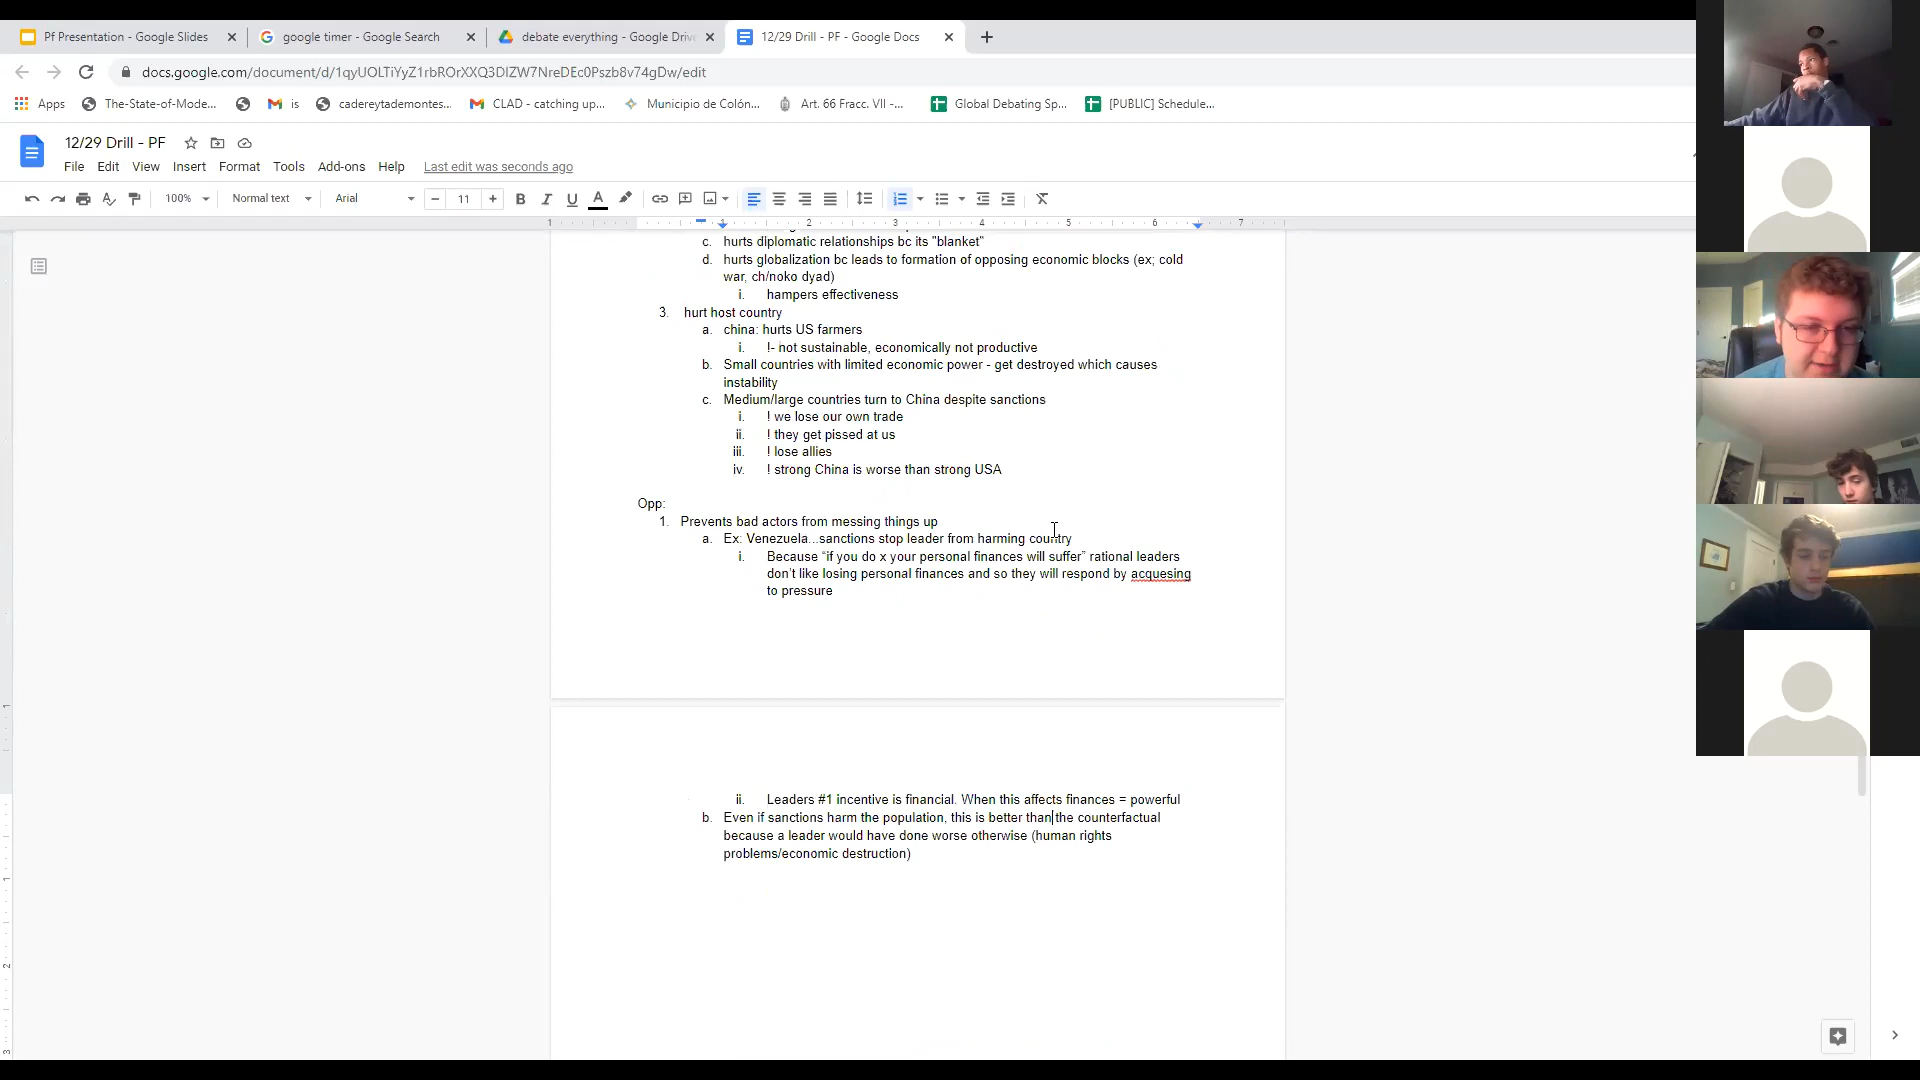 Pf Presentation - Google Slides
google timer - Google Search
debate everything - Google Driv
12/29 Drill - PF - Google Docs
docs.google.com/document/d/1qyUOLTiYyZ1rbROrXXQ3DlZW7NreDEc0Pszb8v74gDw/edit
Apps
The-State-of-Mode...
is
cadereytademontes...
CLAD - catching up...
Municipio de Colón...
Art. 66 Fracc. VII -...
Global Debating Sp...
[PUBLIC] Schedule...
12/29 Drill - PF
File Edit View Insert Format Tools Add-ons Help Last edit was seconds ago
100% Normal text Arial 11
1 1 2 3 4 5 6 7
c. hurts diplomatic relationships bc its "blanket"
d. hurts globalization bc leads to formation of opposing economic blocks (ex; cold
war, ch/noko dyad)
i. hampers effectiveness
3. hurt host country
a. china: hurts US farmers
i. !- not sustainable, economically not productive
b. Small countries with limited economic power - get destroyed which causes
instability
c. Medium/large countries turn to China despite sanctions
i. ! we lose our own trade
ii. ! they get pissed at us
iii. ! lose allies
iv. ! strong China is worse than strong USA
Opp:
1. Prevents bad actors from messing things up
a. Ex: Venezuela...sanctions stop leader from harming country
i. Because “if you do x your personal finances will suffer” rational leaders
don’t like losing personal finances and so they will respond by acquesing
to pressure
ii. Leaders #1 incentive is financial. When this affects finances = powerful
b. Even if sanctions harm the population, this is better than the counterfactual
because a leader would have done worse otherwise (human rights
problems/economic destruction)